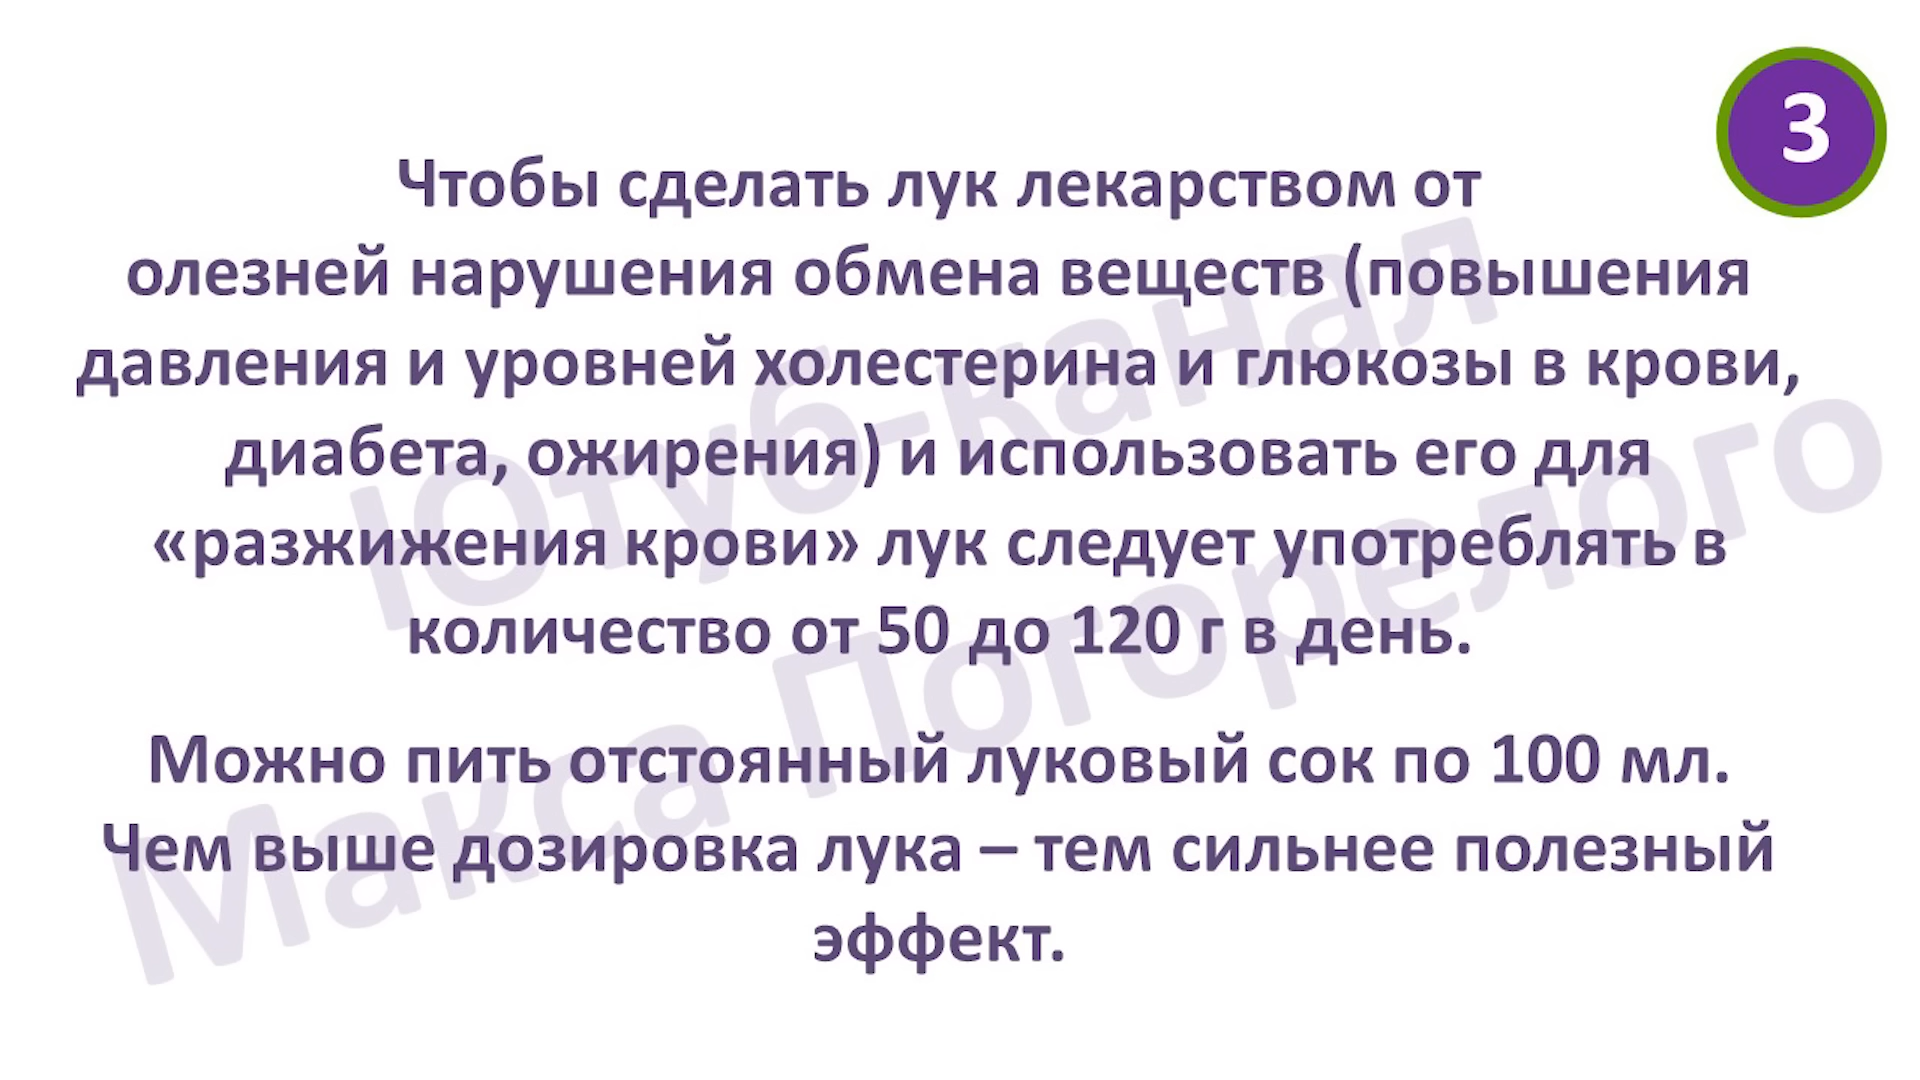 3
Чтобы сделать лук лекарством от
олезней нарушения обмена веществ (повышения
давления и уровней холестерина и глюкозы в крови,
диабета, ожирения) и использовать его для
«разжижения крови» лук следует употреблять в
количество от 50 до 120 г в день.
Можно пить отстоянный луковый сок по 100 мл.
Чем выше дозировка лука – тем сильнее полезный
эффект.
Ютуб-канал
Макса Погорелого